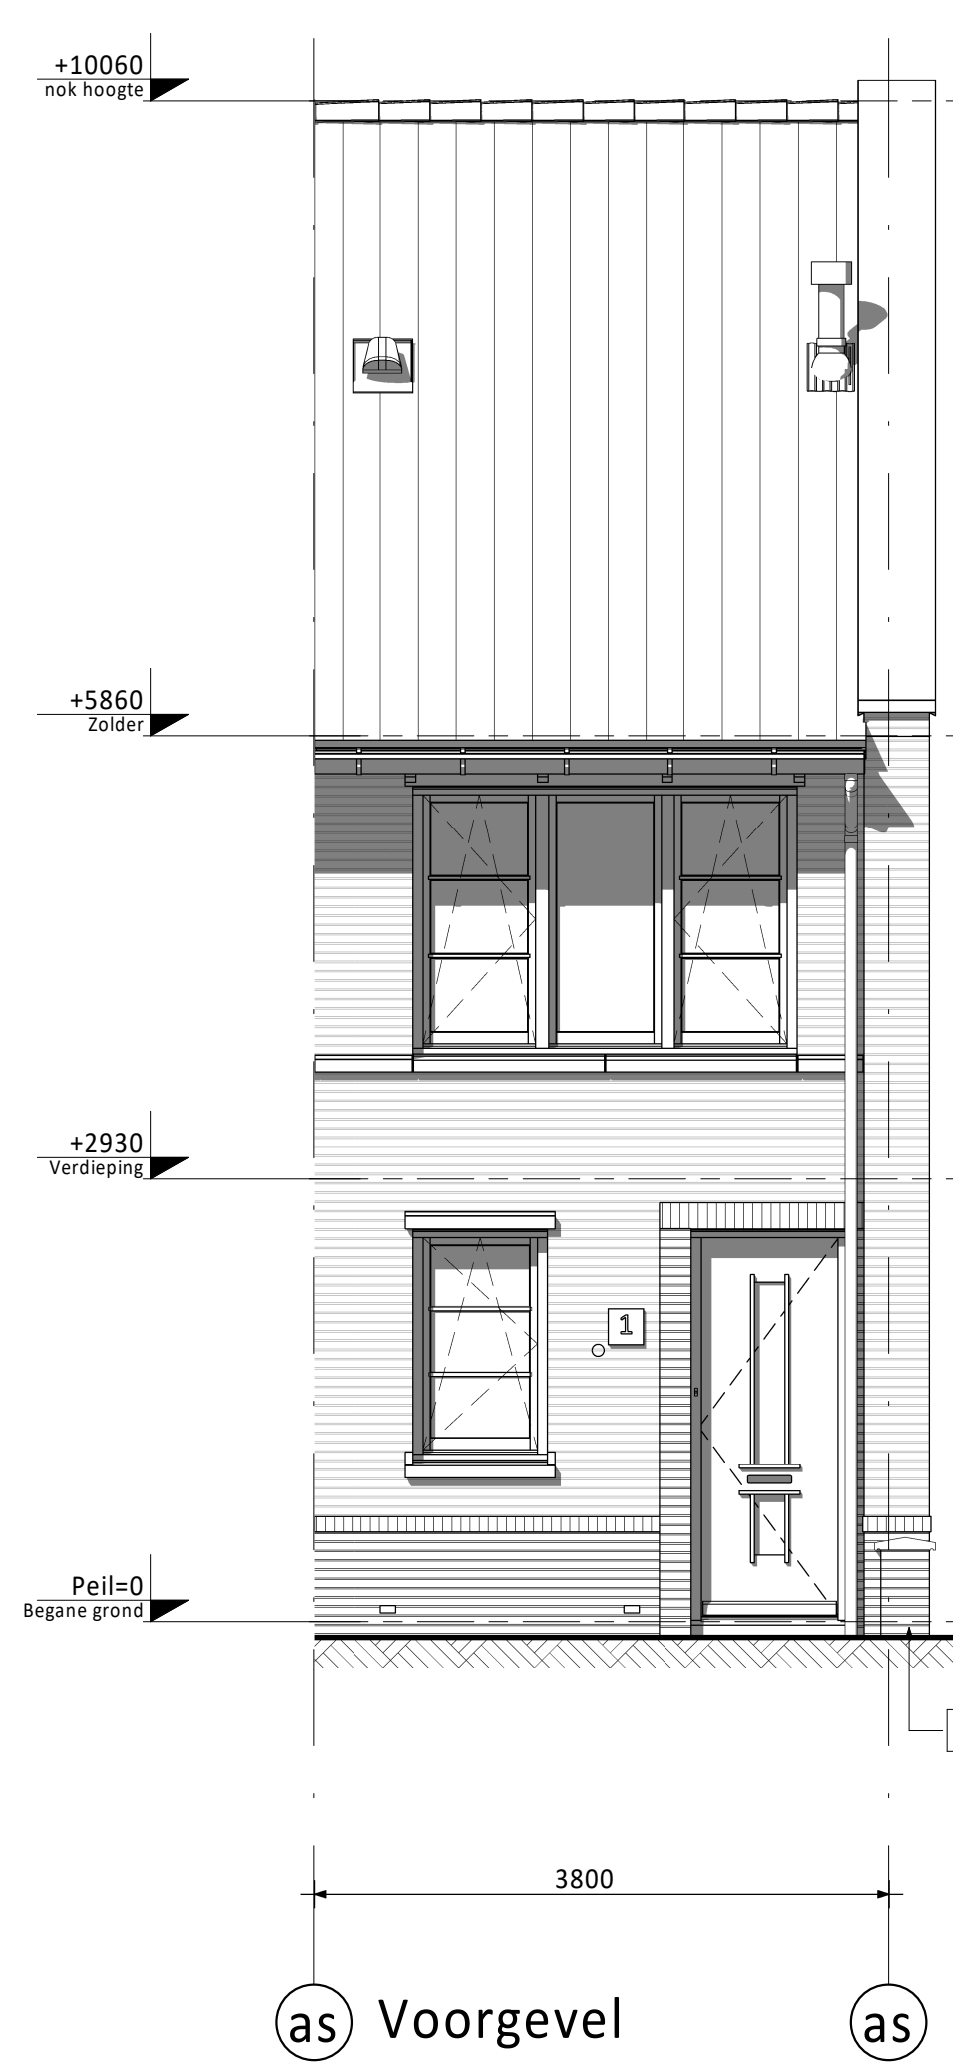 +10060
nok hoogte
+5860
Zolder
+2930
Verdieping
1
Peil=0
Begane grond
3800
as Voorgevel as